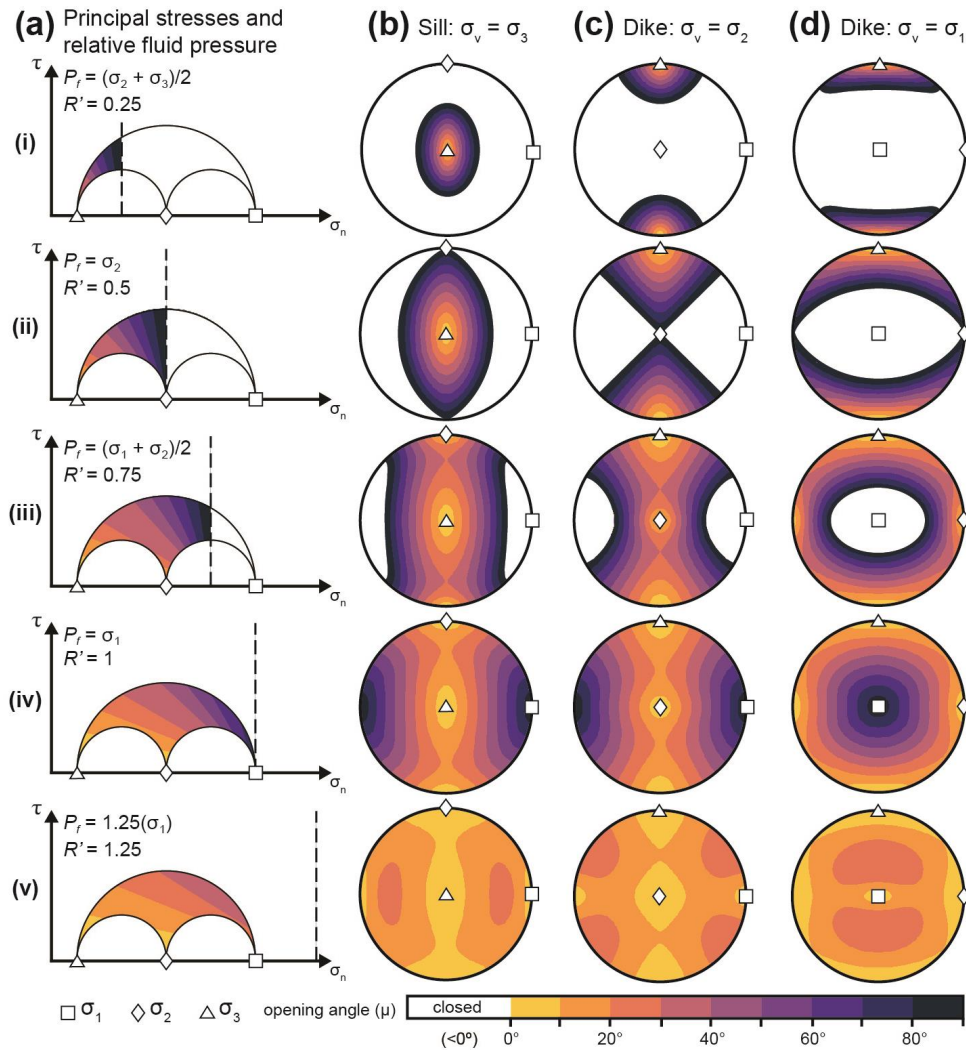 (a) Principal stresses and
relative fluid pressure
(b) Sill: σv = σ3
(c) Dike: σv = σ2
(d) Dike: σv = σ1
τ
Pf = (σ2 + σ3)/2
R' = 0.25
(i)
σn
τ
Pf = σ2
R' = 0.5
(ii)
σn
τ
Pf = (σ1 + σ2)/2
R' = 0.75
(iii)
σn
τ
Pf = σ1
R' = 1
(iv)
σn
τ
Pf = 1.25(σ1)
R' = 1.25
(v)
σn
σ1 σ2 σ3 opening angle (μ) closed
(<0º) 0° 20° 40° 60° 80°